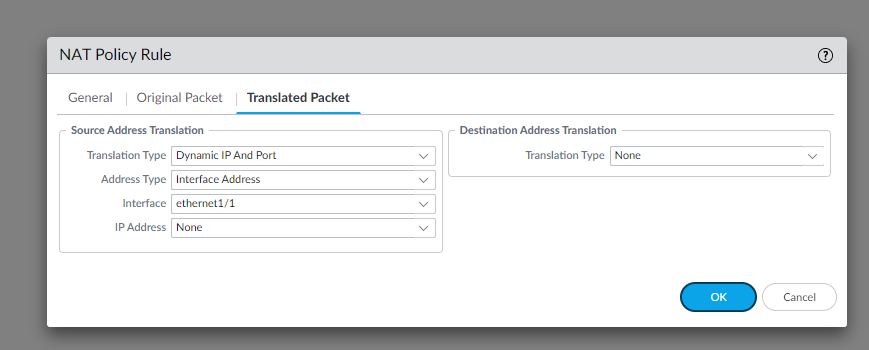 NAT Policy Rule
General Original Packet Translated Packet
Source Address Translation
Translation Type Dynamic IP And Port
Address Type Interface Address
Interface ethernet1/1
IP Address None
Destination Address Translation
Translation Type None
OK Cancel